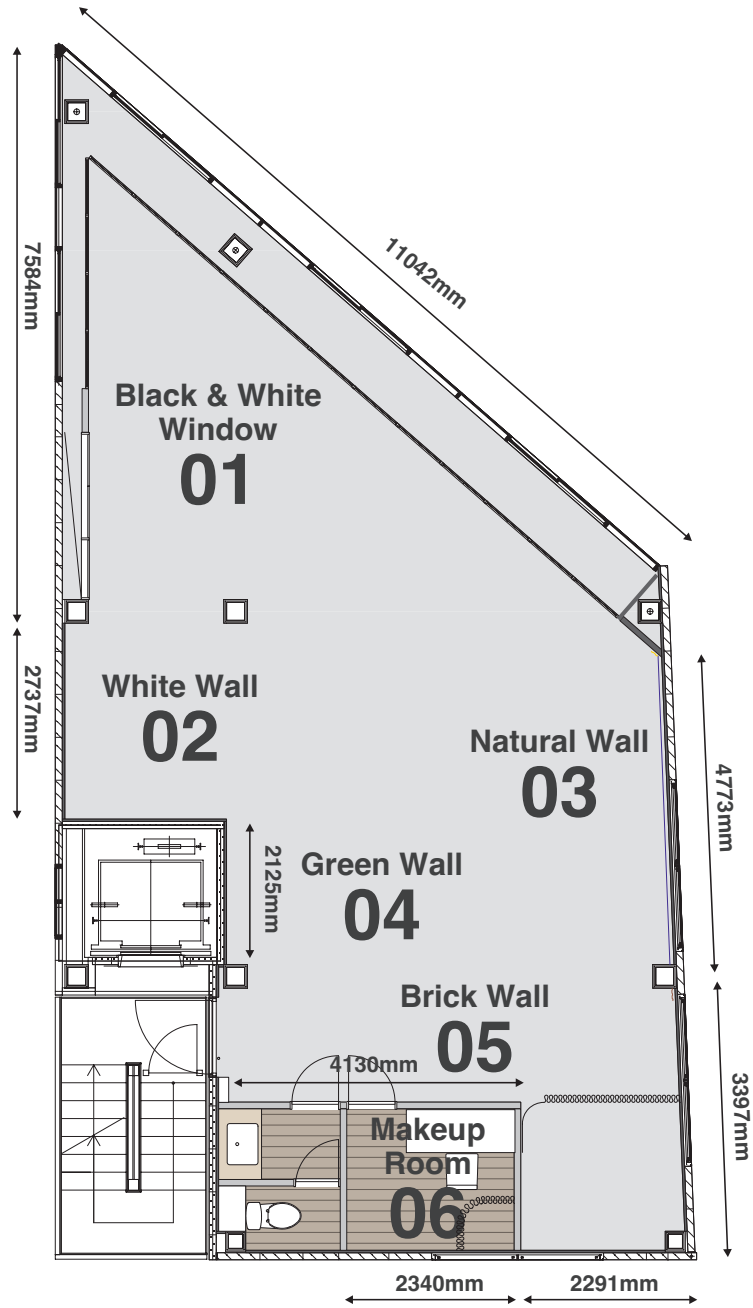 11042mm
7584mm
Black & White
Window
01
2737mm
White Wall
02
Natural Wall
03
4773mm
2125mm
Green Wall
04
Brick Wall
05
4130mm
3397mm
Makeup
Room
06
2340mm
2291mm